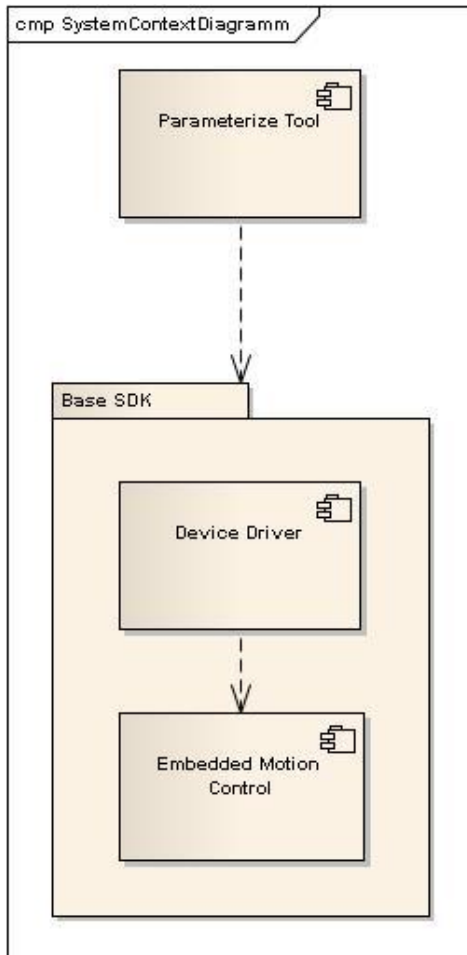 cmp SystemContextDiagramm
Parameterize Tool
Base SDK
Device Driver
Embedded Motion
Control